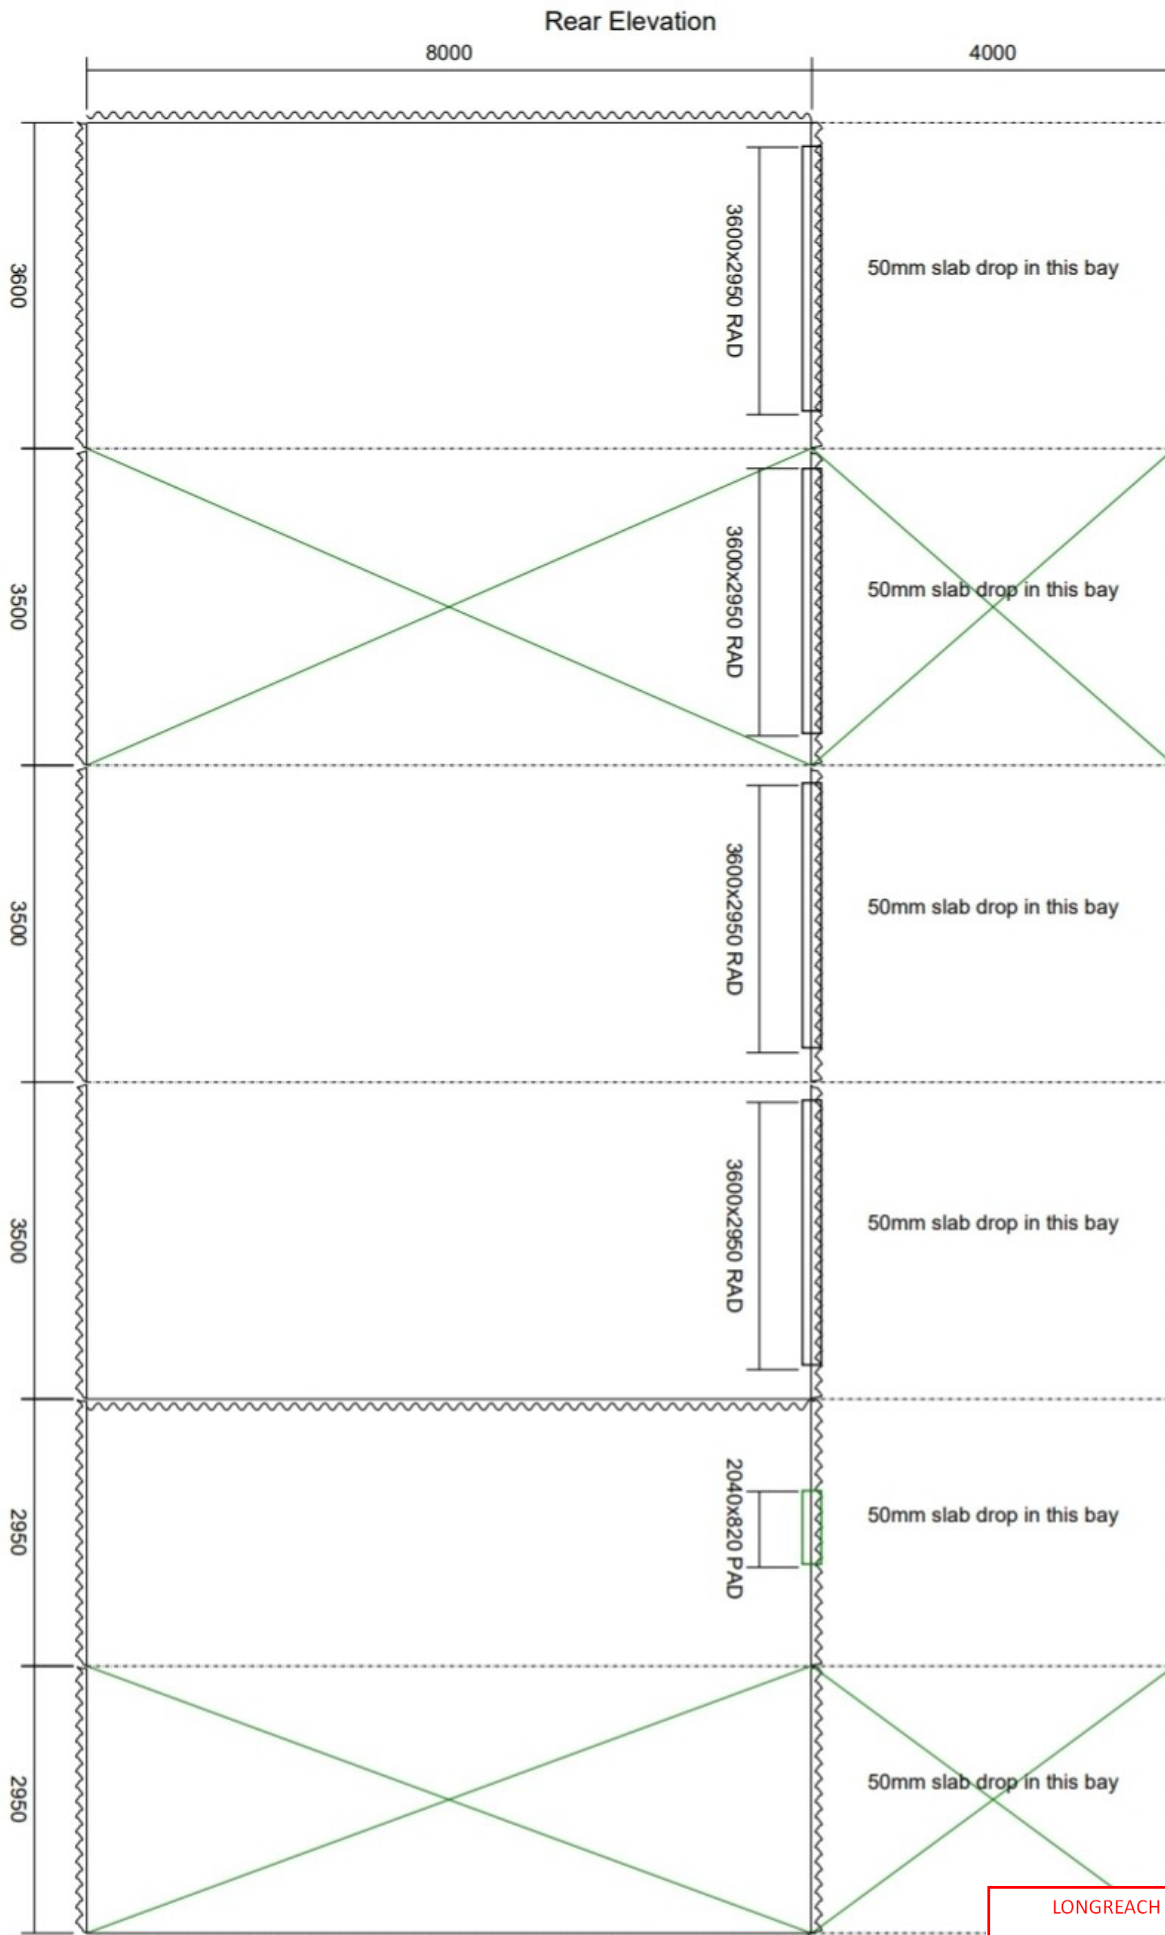 Rear Elevation
8000
4000
3600
3600x2950 RAD
50mm slab drop in this bay
3500
3600x2950 RAD
50mm slab drop in this bay
3500
3600x2950 RAD
50mm slab drop in this bay
3500
3600x2950 RAD
50mm slab drop in this bay
2950
2040x820 PAD
50mm slab drop in this bay
2950
50mm slab drop in this bay
LONGREACH